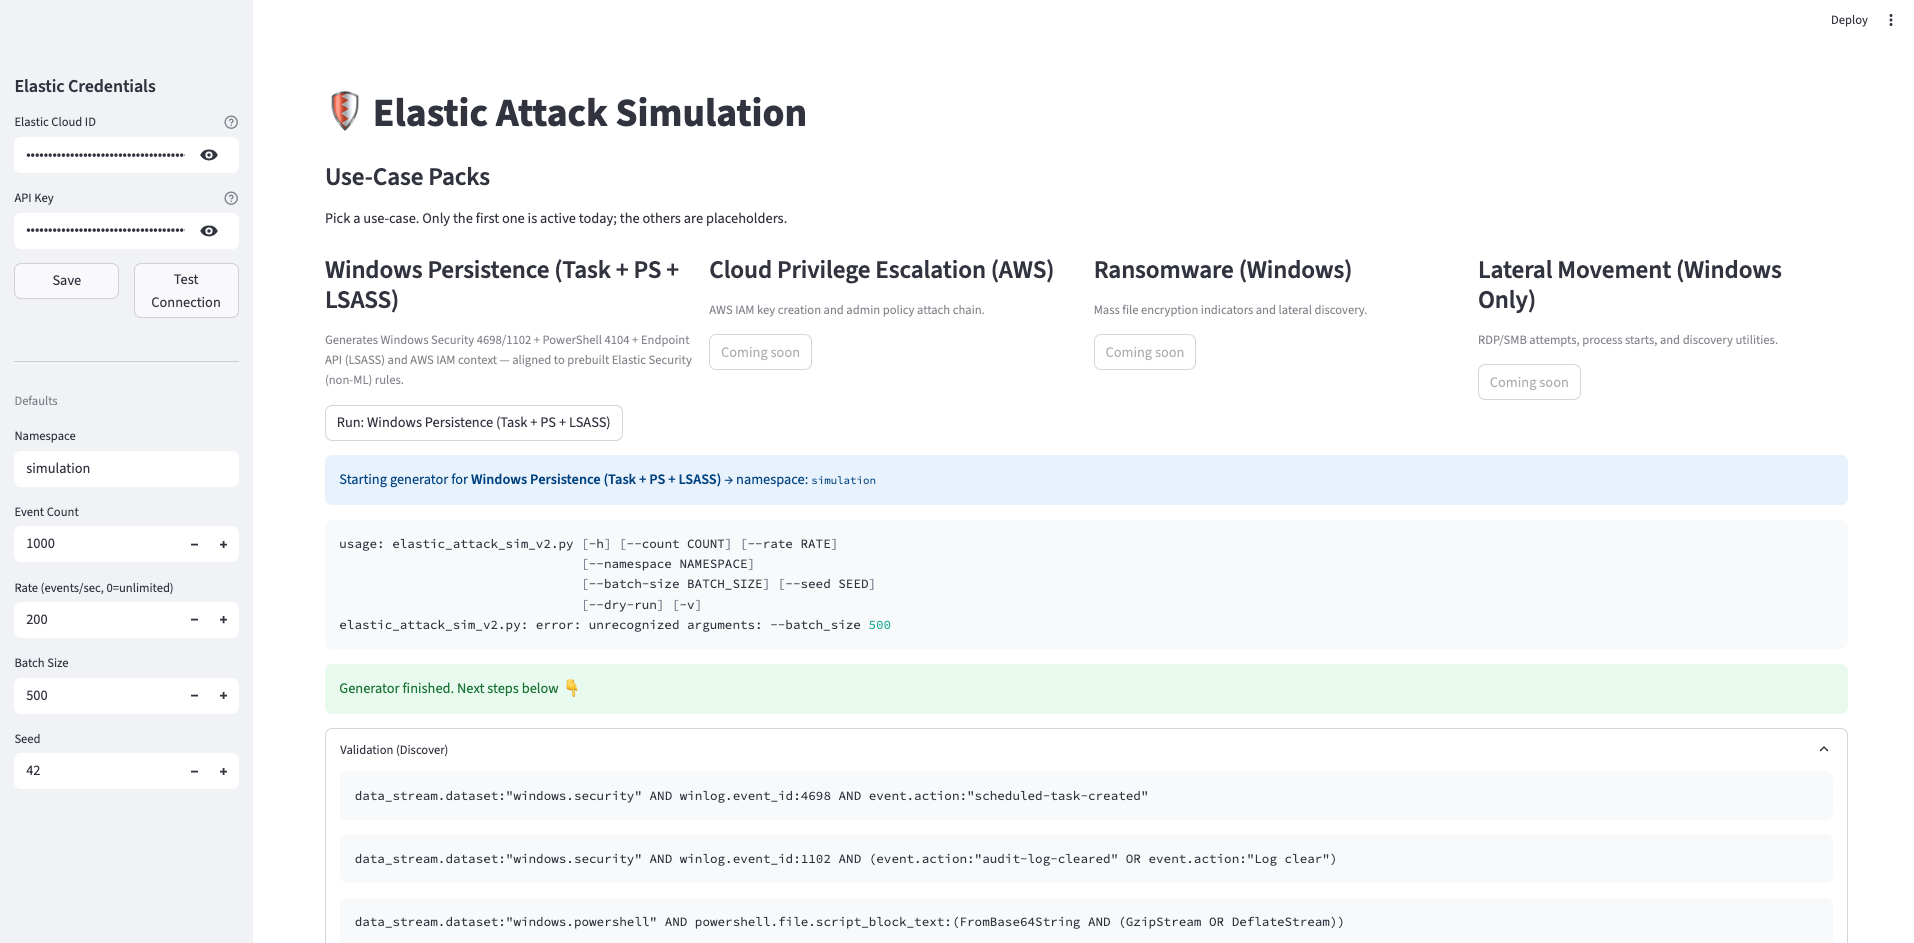 Deploy
Elastic Credentials
Elastic Cloud ID
API Key
Save
Test
Connection
Defaults
Namespace
simulation
Event Count
1000
Rate (events/sec, 0=unlimited)
200
Batch Size
500
Seed
42
Elastic Attack Simulation
Use-Case Packs
Pick a use-case. Only the first one is active today; the others are placeholders.
Windows Persistence (Task + PS +
LSASS)
Generates Windows Security 4698/1102 + PowerShell 4104 + Endpoint
API (LSASS) and AWS IAM context — aligned to prebuilt Elastic Security
(non-ML) rules.
Run: Windows Persistence (Task + PS + LSASS)
Cloud Privilege Escalation (AWS)
AWS IAM key creation and admin policy attach chain.
Coming soon
Ransomware (Windows)
Mass file encryption indicators and lateral discovery.
Coming soon
Lateral Movement (Windows
Only)
RDP/SMB attempts, process starts, and discovery utilities.
Coming soon
Starting generator for Windows Persistence (Task + PS + LSASS) → namespace: simulation
usage: elastic_attack_sim_v2.py [-h] [--count COUNT] [--rate RATE]
[--namespace NAMESPACE]
[--batch-size BATCH_SIZE] [--seed SEED]
[--dry-run] [-v]
elastic_attack_sim_v2.py: error: unrecognized arguments: --batch_size 500
Generator finished. Next steps below 👇
Validation (Discover)
data_stream.dataset:"windows.security" AND winlog.event_id:4698 AND event.action:"scheduled-task-created"
data_stream.dataset:"windows.security" AND winlog.event_id:1102 AND (event.action:"audit-log-cleared" OR event.action:"Log clear")
data_stream.dataset:"windows.powershell" AND powershell.file.script_block_text:(FromBase64String AND (GzipStream OR DeflateStream))